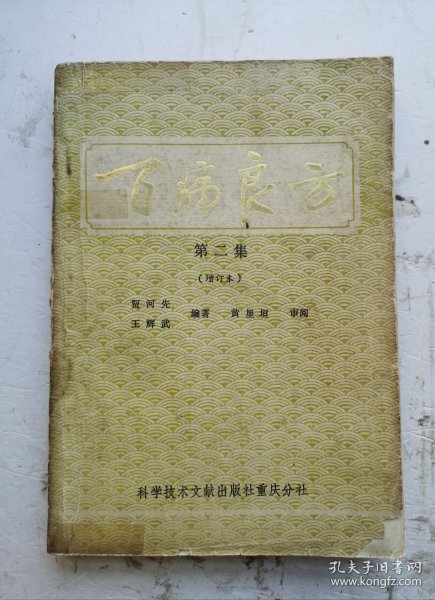 百病良方
第二集
(增订本)
贺河先
王辉武 编著 黄星垣 审阅
科学技术文献出版社重庆分社
孔夫子旧书网
www.kongfz.com